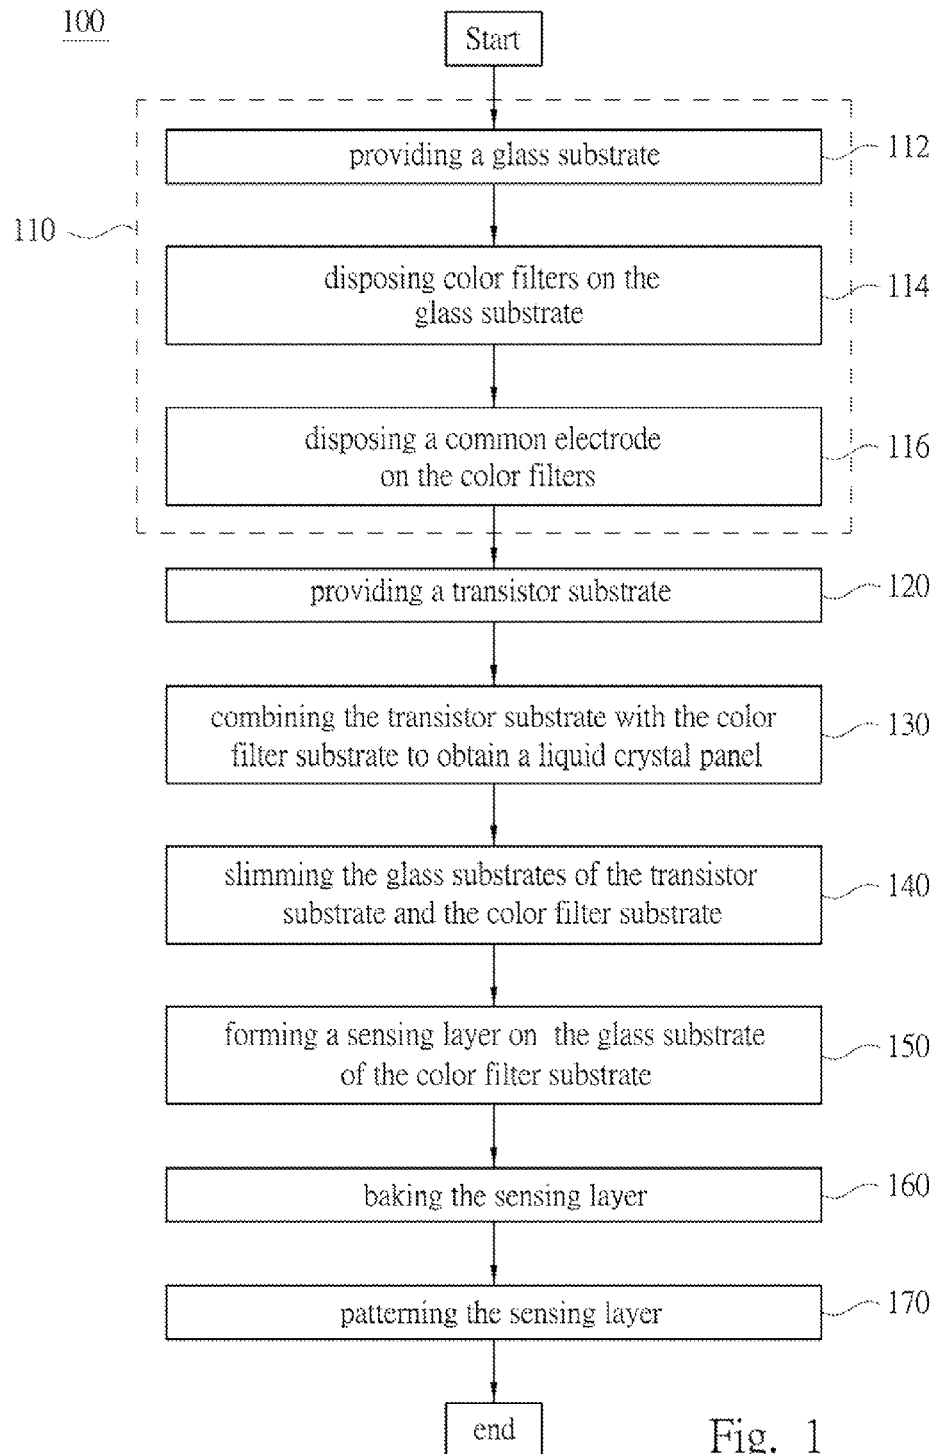 100
Start
providing a glass substrate
112
110
disposing color filters on the
glass substrate
114
disposing a common electrode
on the color filters
116
providing a transistor substrate
120
combining the transistor substrate with the color
filter substrate to obtain a liquid crystal panel
130
slimming the glass substrates of the transistor
substrate and the color filter substrate
140
forming a sensing layer on the glass substrate
of the color filter substrate
150
baking the sensing layer
160
patterning the sensing layer
170
end
Fig. 1